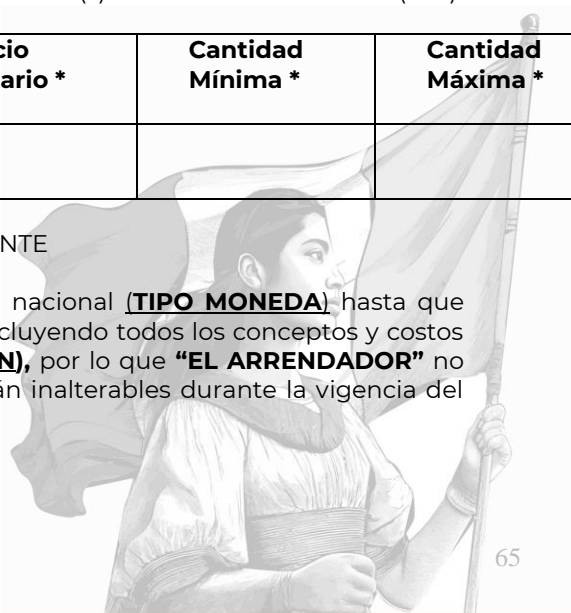 cio Cantidad Cantidad
ario * Mínima * Máxima *
NTE
nacional (TIPO MONEDA) hasta que
cluyendo todos los conceptos y costos
N), por lo que “EL ARRENDADOR” no
án inalterables durante la vigencia del
65